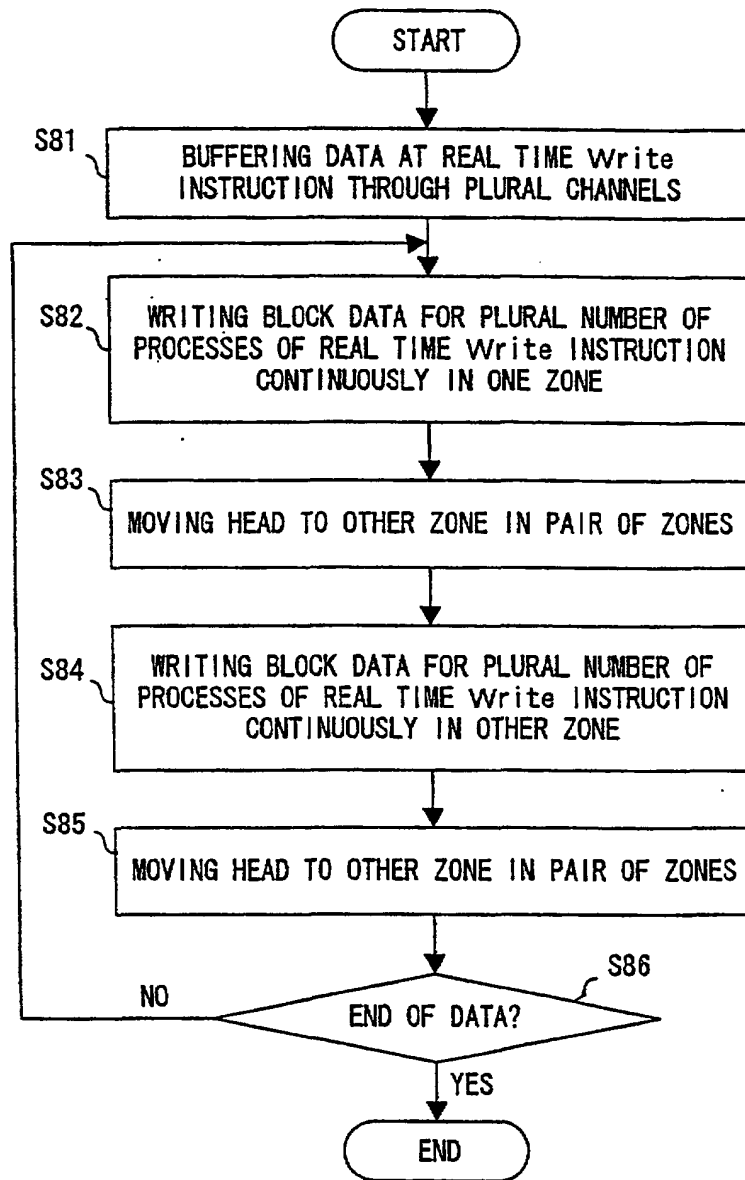 START
S81
BUFFERING DATA AT REAL TIME Write
INSTRUCTION THROUGH PLURAL CHANNELS
S82
WRITING BLOCK DATA FOR PLURAL NUMBER OF
PROCESSES OF REAL TIME Write INSTRUCTION
CONTINUOUSLY IN ONE ZONE
S83
MOVING HEAD TO OTHER ZONE IN PAIR OF ZONES
S84
WRITING BLOCK DATA FOR PLURAL NUMBER OF
PROCESSES OF REAL TIME Write INSTRUCTION
CONTINUOUSLY IN OTHER ZONE
S85
MOVING HEAD TO OTHER ZONE IN PAIR OF ZONES
S86
NO
END OF DATA?
YES
END